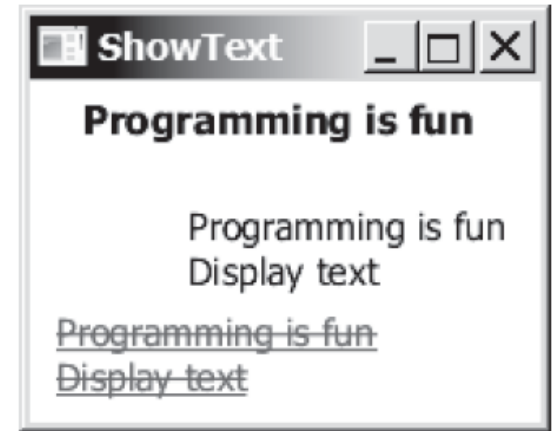 ShowText
Programming is fun
Programming is fun
Display text
Programming is fun
Display text